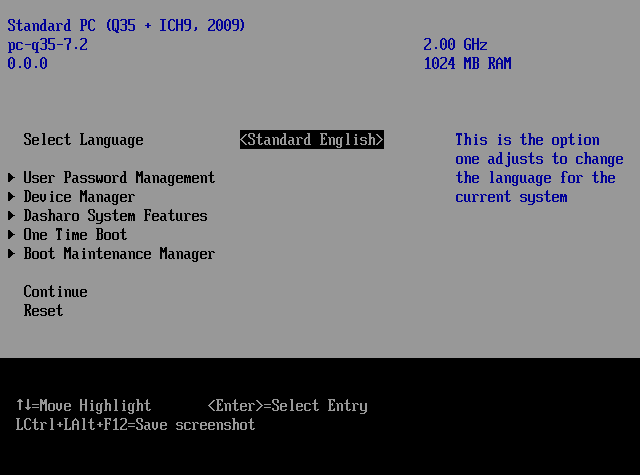 Standard PC (Q35 + ICH9, 2009)
pc-q35-7.2 2.00 GHz
0.0.0 1024 MB RAM
Select Language <Standard English> This is the option
one adjusts to change
▶ User Password Management the language for the
▶ Device Manager current system
▶ Dasharo System Features
▶ One Time Boot
▶ Boot Maintenance Manager
Continue
Reset
↑↓=Move Highlight <Enter>=Select Entry
LCtrl+LAlt+F12=Save screenshot